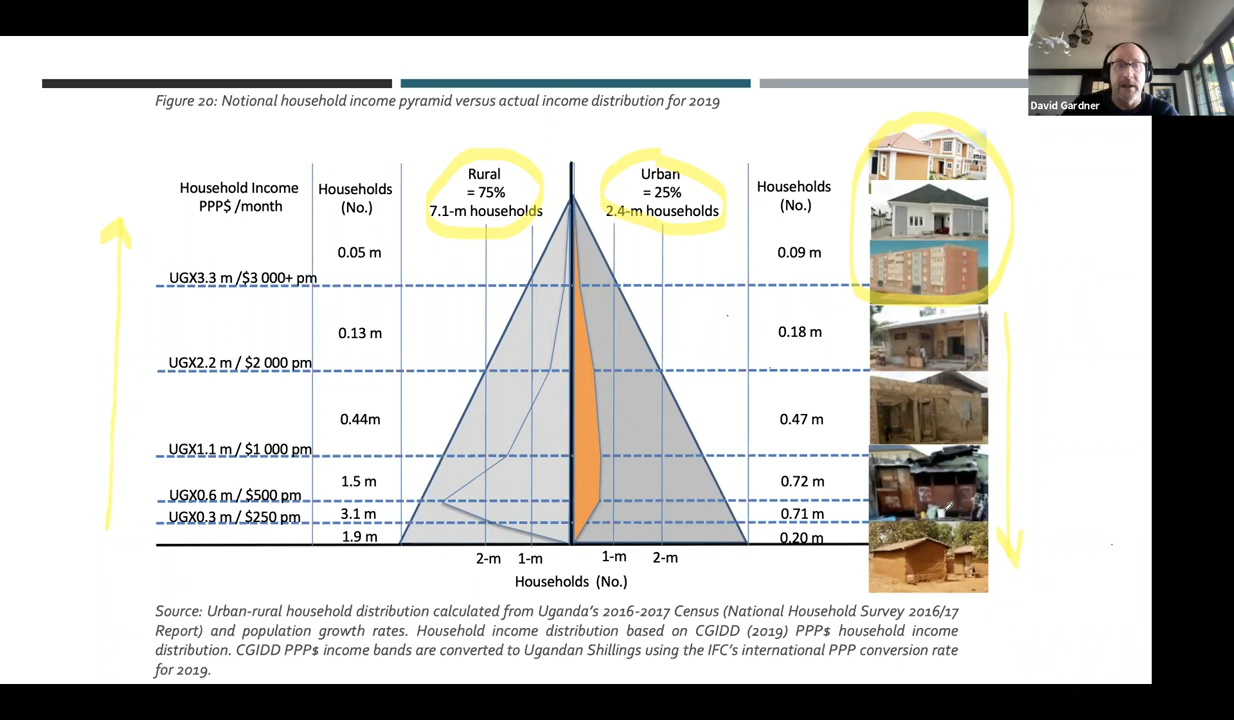 David Gardner
Figure 20: Notional household income pyramid versus actual income distribution for 2019
Household Income
PPP$ /month
Households
(No.)
Rural
= 75%
7.1-m households
Urban
= 25%
2.4-m households
Households
(No.)
0.05 m
0.09 m
UGX3.3 m /$3 000+ pm
0.13 m
0.18 m
UGX2.2 m / $2 000 pm
0.44m
0.47 m
UGX1.1 m / $1 000 pm
1.5 m
0.72 m
UGX0.6 m / $500 pm
3.1 m
0.71 m
UGX0.3 m / $250 pm
1.9 m
0.20 m
2-m
1-m
1-m
2-m
Households (No.)
Source: Urban-rural household distribution calculated from Uganda's 2016-2017 Census (National Household Survey 2016/17
Report) and population growth rates. Household income distribution based on CGIDD (2019) PPP$ household income
distribution. CGIDD PPP$ income bands are converted to Ugandan Shillings using the IFC's international PPP conversion rate
for 2019.